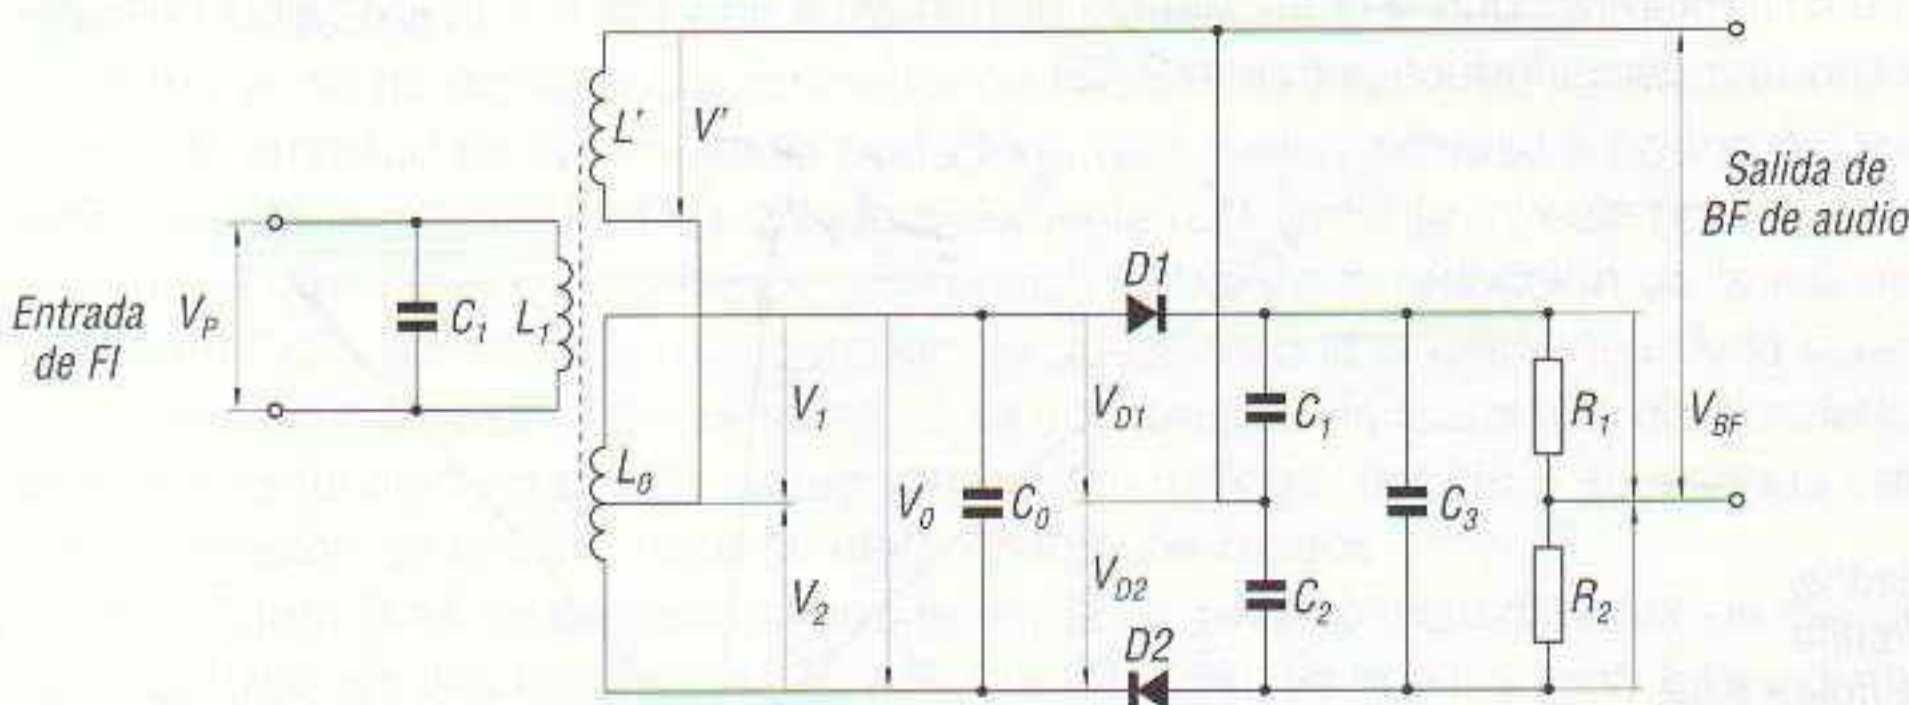 L'
V'
Salida de
BF de audio
Entrada
de FI
V_P
C_1
L_1
D1
V_1
V_D1
C_1
R_1
V_BF
L_0
V_0
C_0
C_3
V_2
V_D2
C_2
R_2
D2